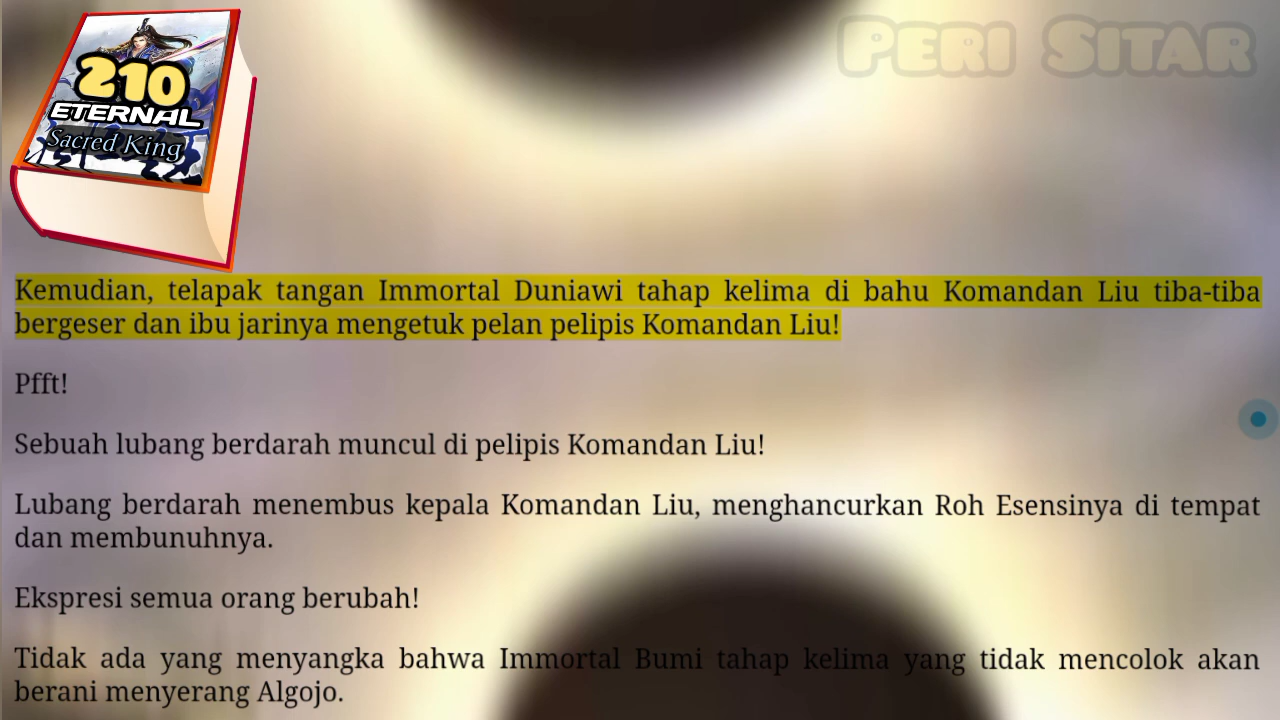 Peri Sitar
210
ETERNAL
Sacred King
Kemudian, telapak tangan Immortal Duniawi tahap kelima di bahu Komandan Liu tiba-tiba
bergeser dan ibu jarinya mengetuk pelan pelipis Komandan Liu!
Pfft!
Sebuah lubang berdarah muncul di pelipis Komandan Liu!
Lubang berdarah menembus kepala Komandan Liu, menghancurkan Roh Esensinya di tempat
dan membunuhnya.
Ekspresi semua orang berubah!
Tidak ada yang menyangka bahwa Immortal Bumi tahap kelima yang tidak mencolok akan
berani menyerang Algojo.